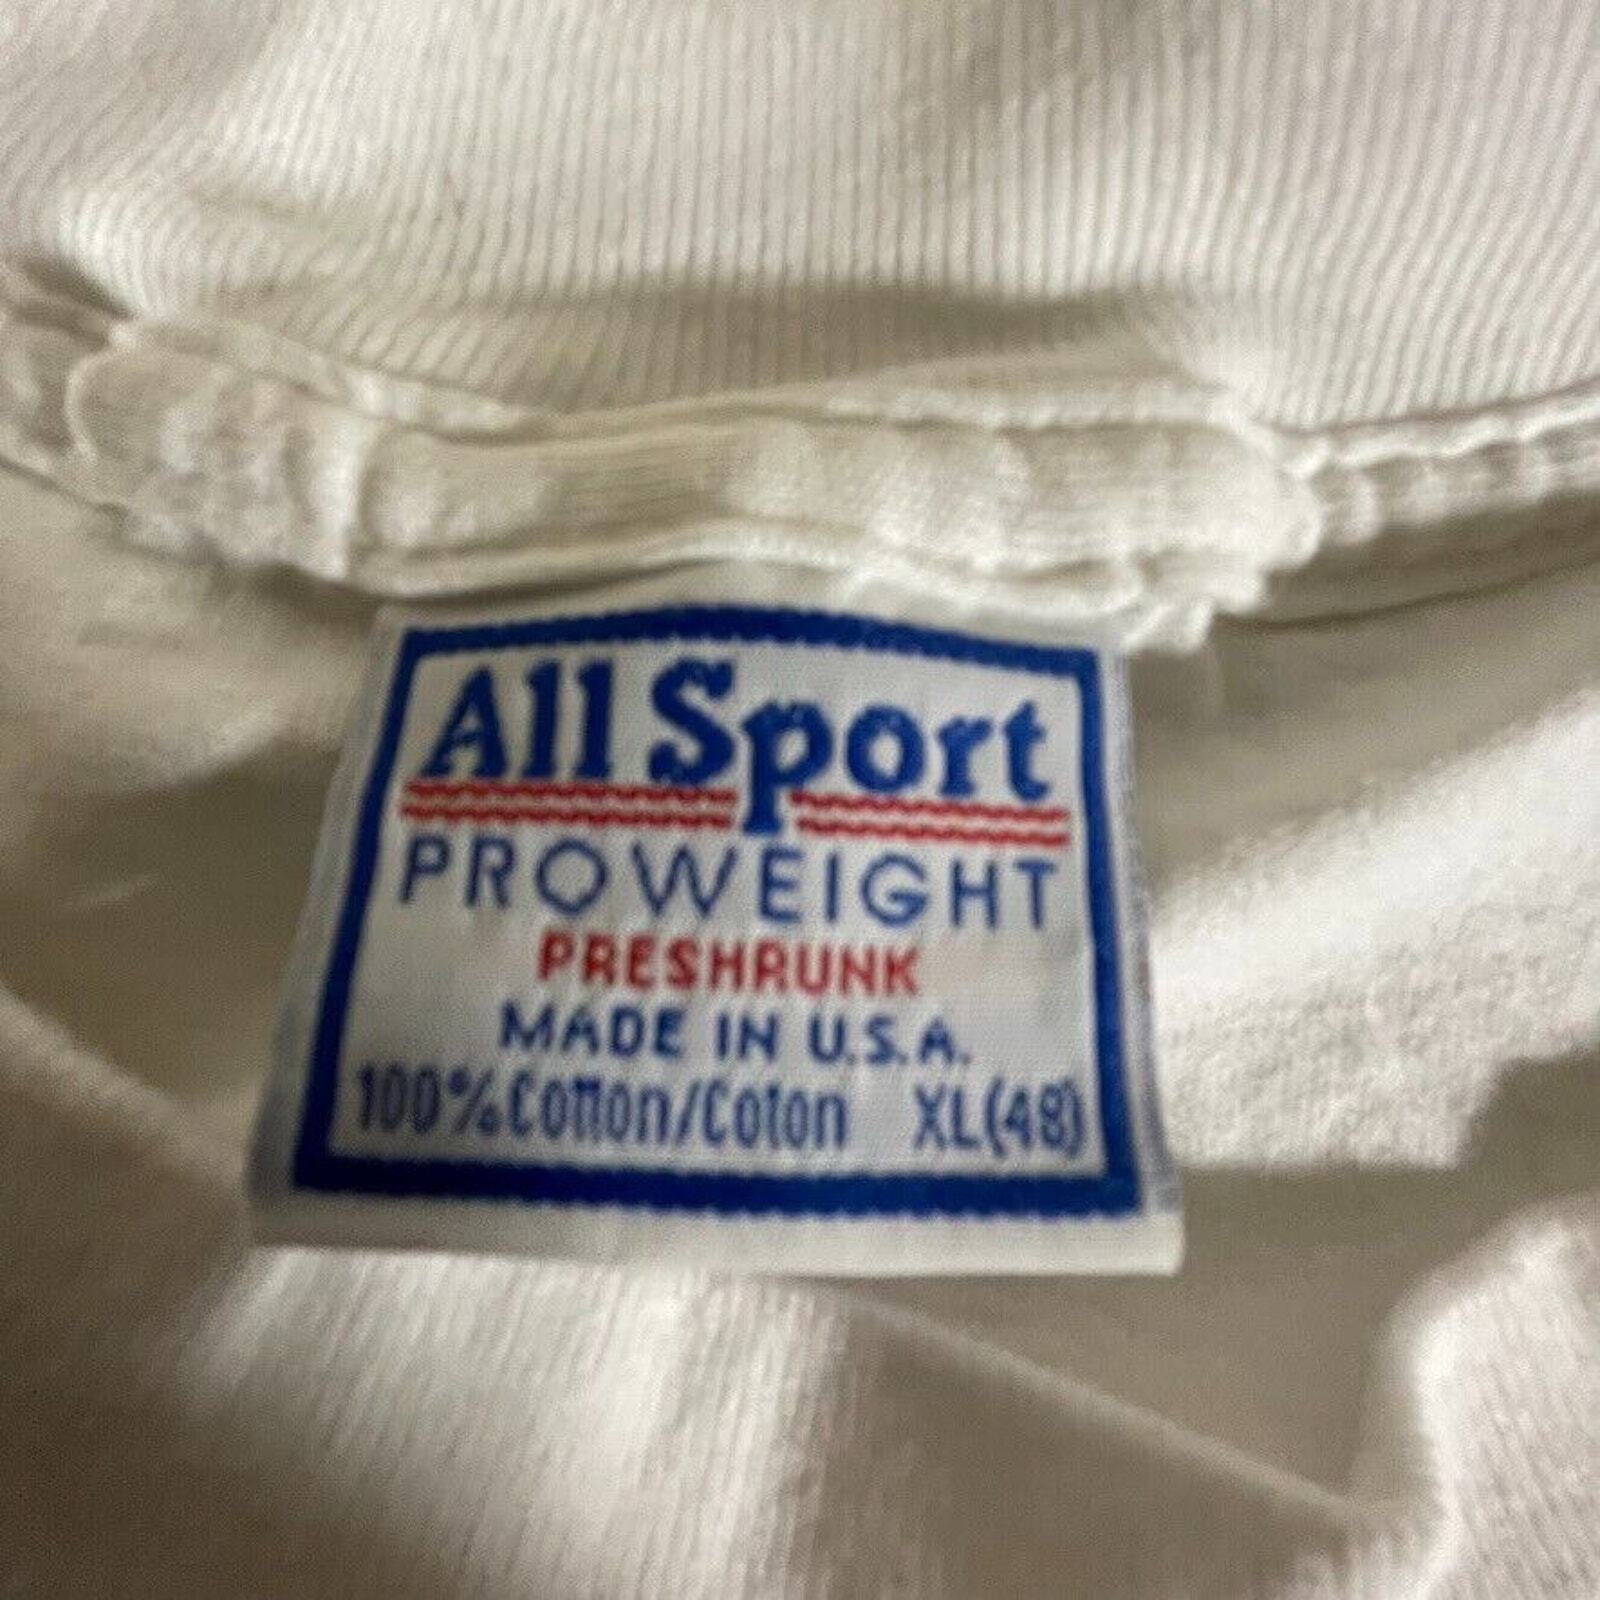 All Sport
PROWEIGHT
PRESHRUNK
MADE IN U.S.A.
100% Cotton/Coton XL(48)